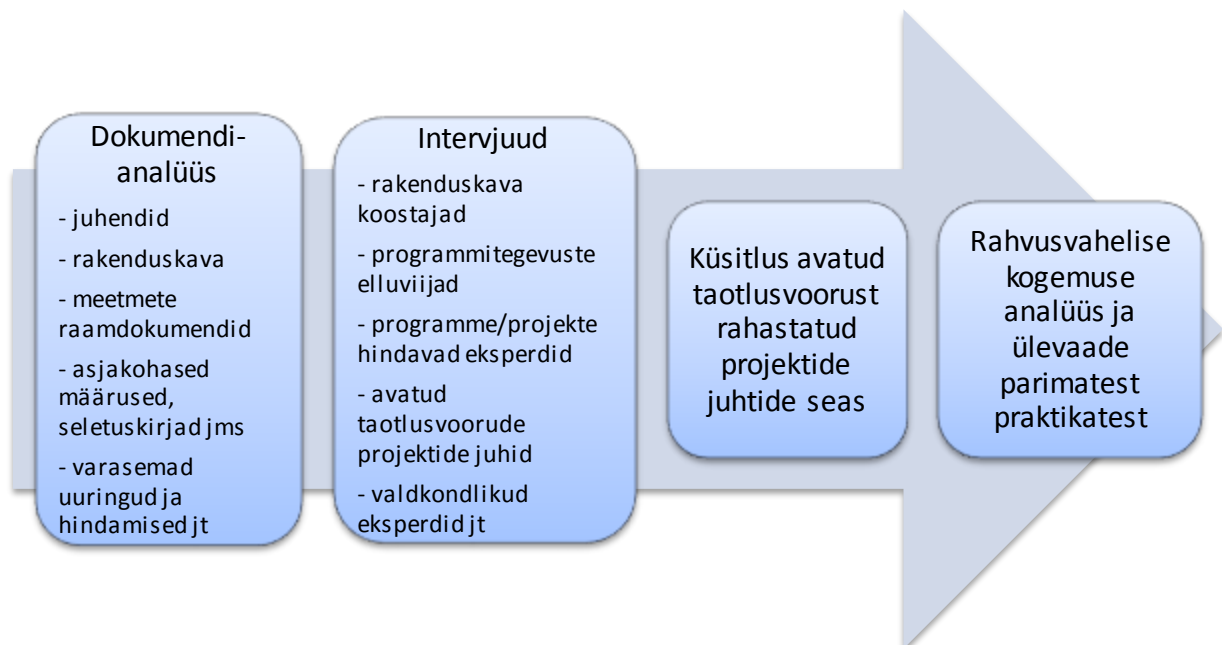 Dokumendi-
analüüs
- juhendid
- rakenduskava
- meetmete
raamdokumendid
- asjakohased
määrused,
seletuskirjad jms
- varasemad
uuringud ja
hindamised jt
Intervjuud
- rakenduskava
koostajad
- programmitegevuste
elluviijad
- programme/projekte
hindavad eksperdid
- avatud
taotlusvoorude
projektide juhid
- valdkondlikud
eksperdid jt
Küsitlus avatud
taotlusvoorust
rahastatud
projektide
juhtide seas
Rahvusvahelise
kogemuse
analüüs ja
ülevaade
parimatest
praktikatest